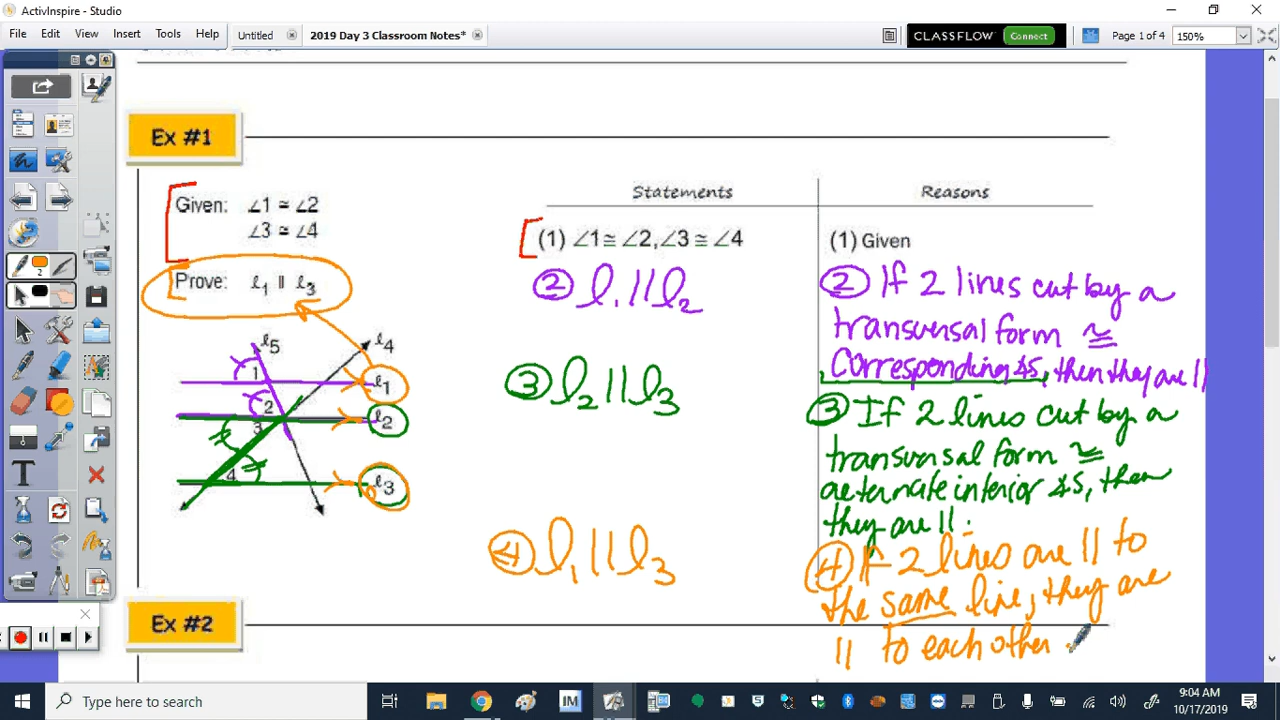 ActivInspire - Studio
File Edit View Insert Tools Help
Untitled
2019 Day 3 Classroom Notes*
CLASSFLOW Connect
Page 1 of 4
150%
Ex #1
Given: ∠1 ≅ ∠2
∠3 ≅ ∠4
Prove: ℓ1 ∥ ℓ3
ℓ5
ℓ4
1
ℓ1
2
ℓ2
3
4
ℓ3
Statements
Reasons
(1) ∠1 ≅ ∠2, ∠3 ≅ ∠4
(1) Given
② ℓ1 ∥ ℓ2
② If 2 lines cut by a
transversal form ≅
corresponding ∡s, then they are ∥
③ ℓ2 ∥ ℓ3
③ If 2 lines cut by a
transversal form ≅
alternate interior ∡s, then
they are ∥.
④ ℓ1 ∥ ℓ3
④ If 2 lines are ∥ to
the same line, they are
∥ to each other
Ex #2
2
T
Type here to search
IM
9:04 AM
10/17/2019